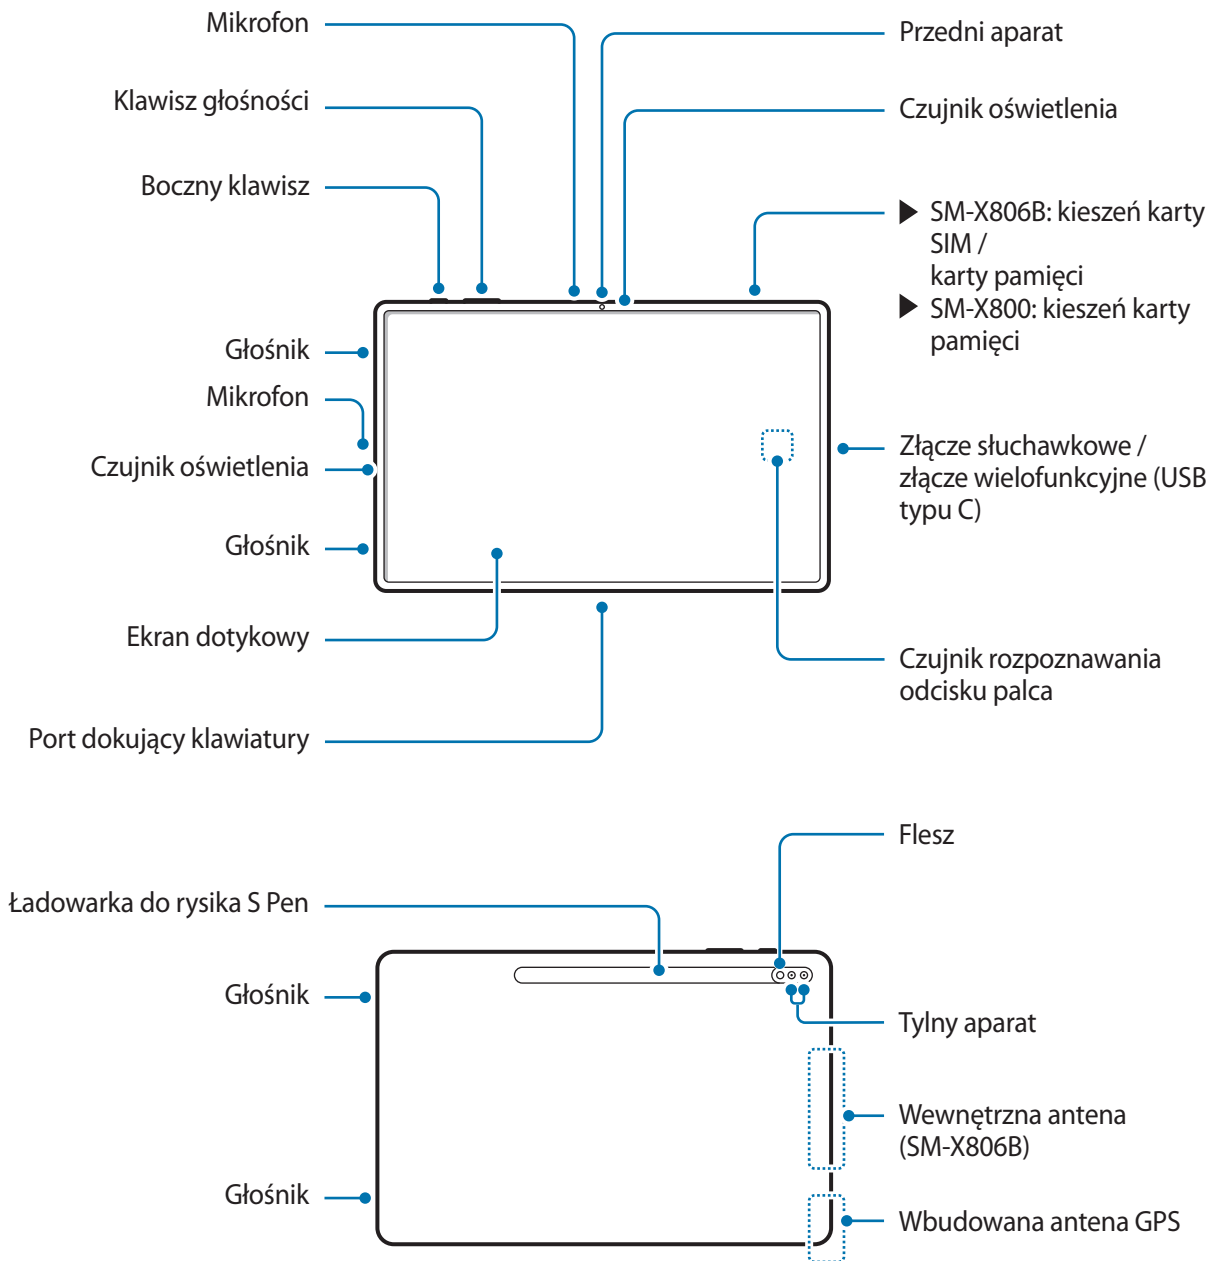 Mikrofon
Klawisz głośności
Boczny klawisz
Głośnik
Mikrofon
Czujnik oświetlenia
Głośnik
Ekran dotykowy
Port dokujący klawiatury
Przedni aparat
Czujnik oświetlenia
▶ SM-X806B: kieszeń karty
SIM /
karty pamięci
▶ SM-X800: kieszeń karty
pamięci
Złącze słuchawkowe /
złącze wielofunkcyjne (USB
typu C)
Czujnik rozpoznawania
odcisku palca
Ładowarka do rysika S Pen
Głośnik
Głośnik
Flesz
Tylny aparat
Wewnętrzna antena
(SM-X806B)
Wbudowana antena GPS